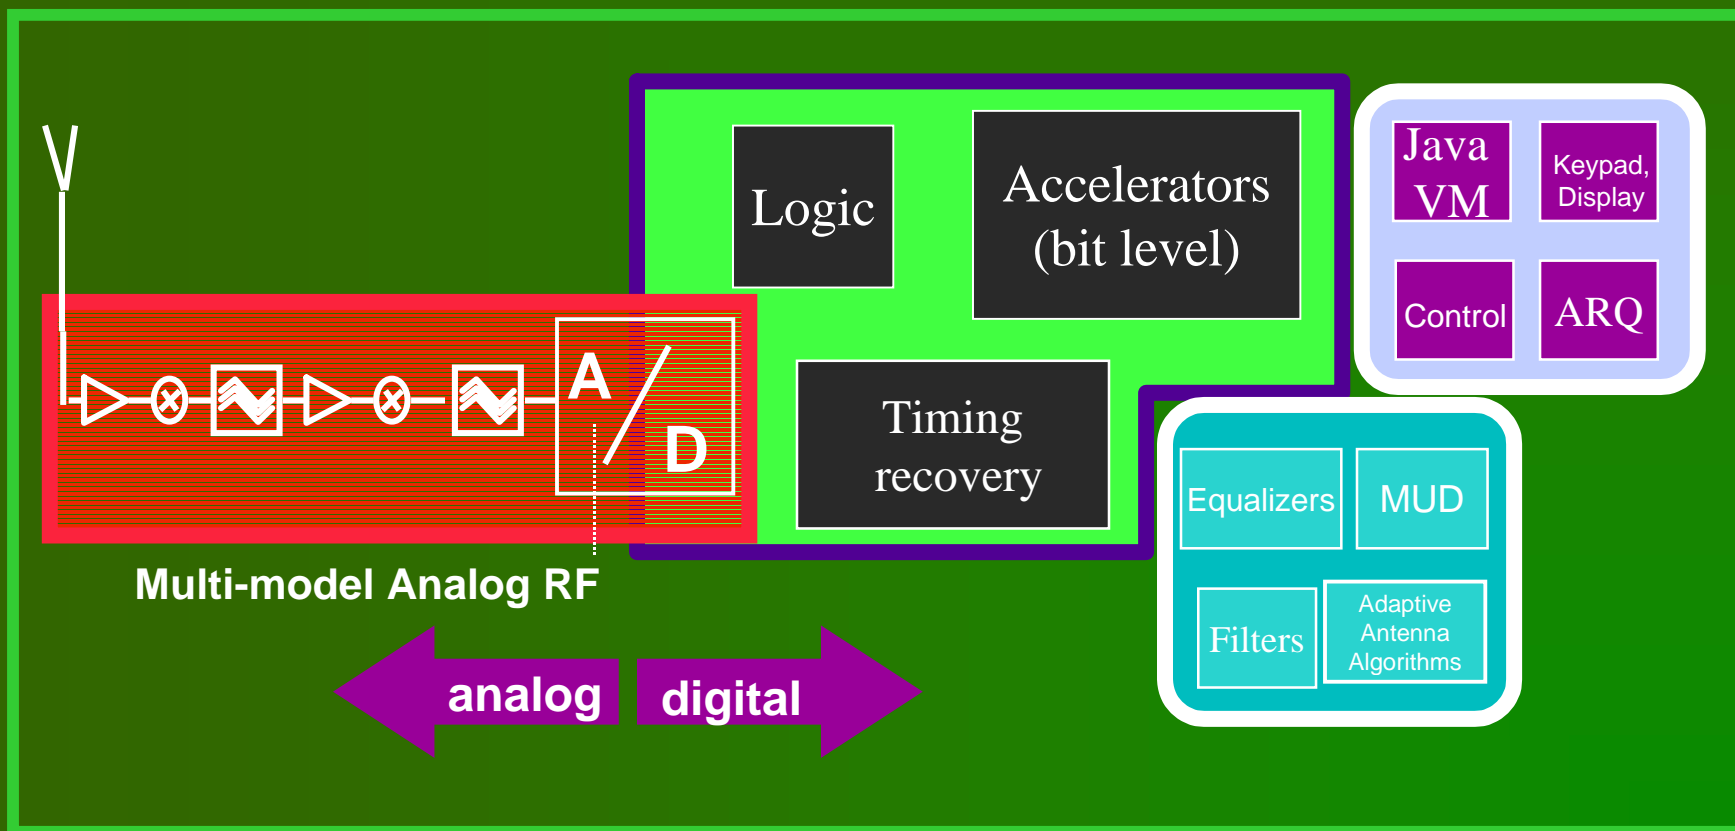 Logic
Accelerators
(bit level)
Java
VM
Keypad,
Display
Control
ARQ
A
D
Timing
recovery
Equalizers
MUD
Filters
Adaptive
Antenna
Algorithms
Multi-model Analog RF
analog
digital